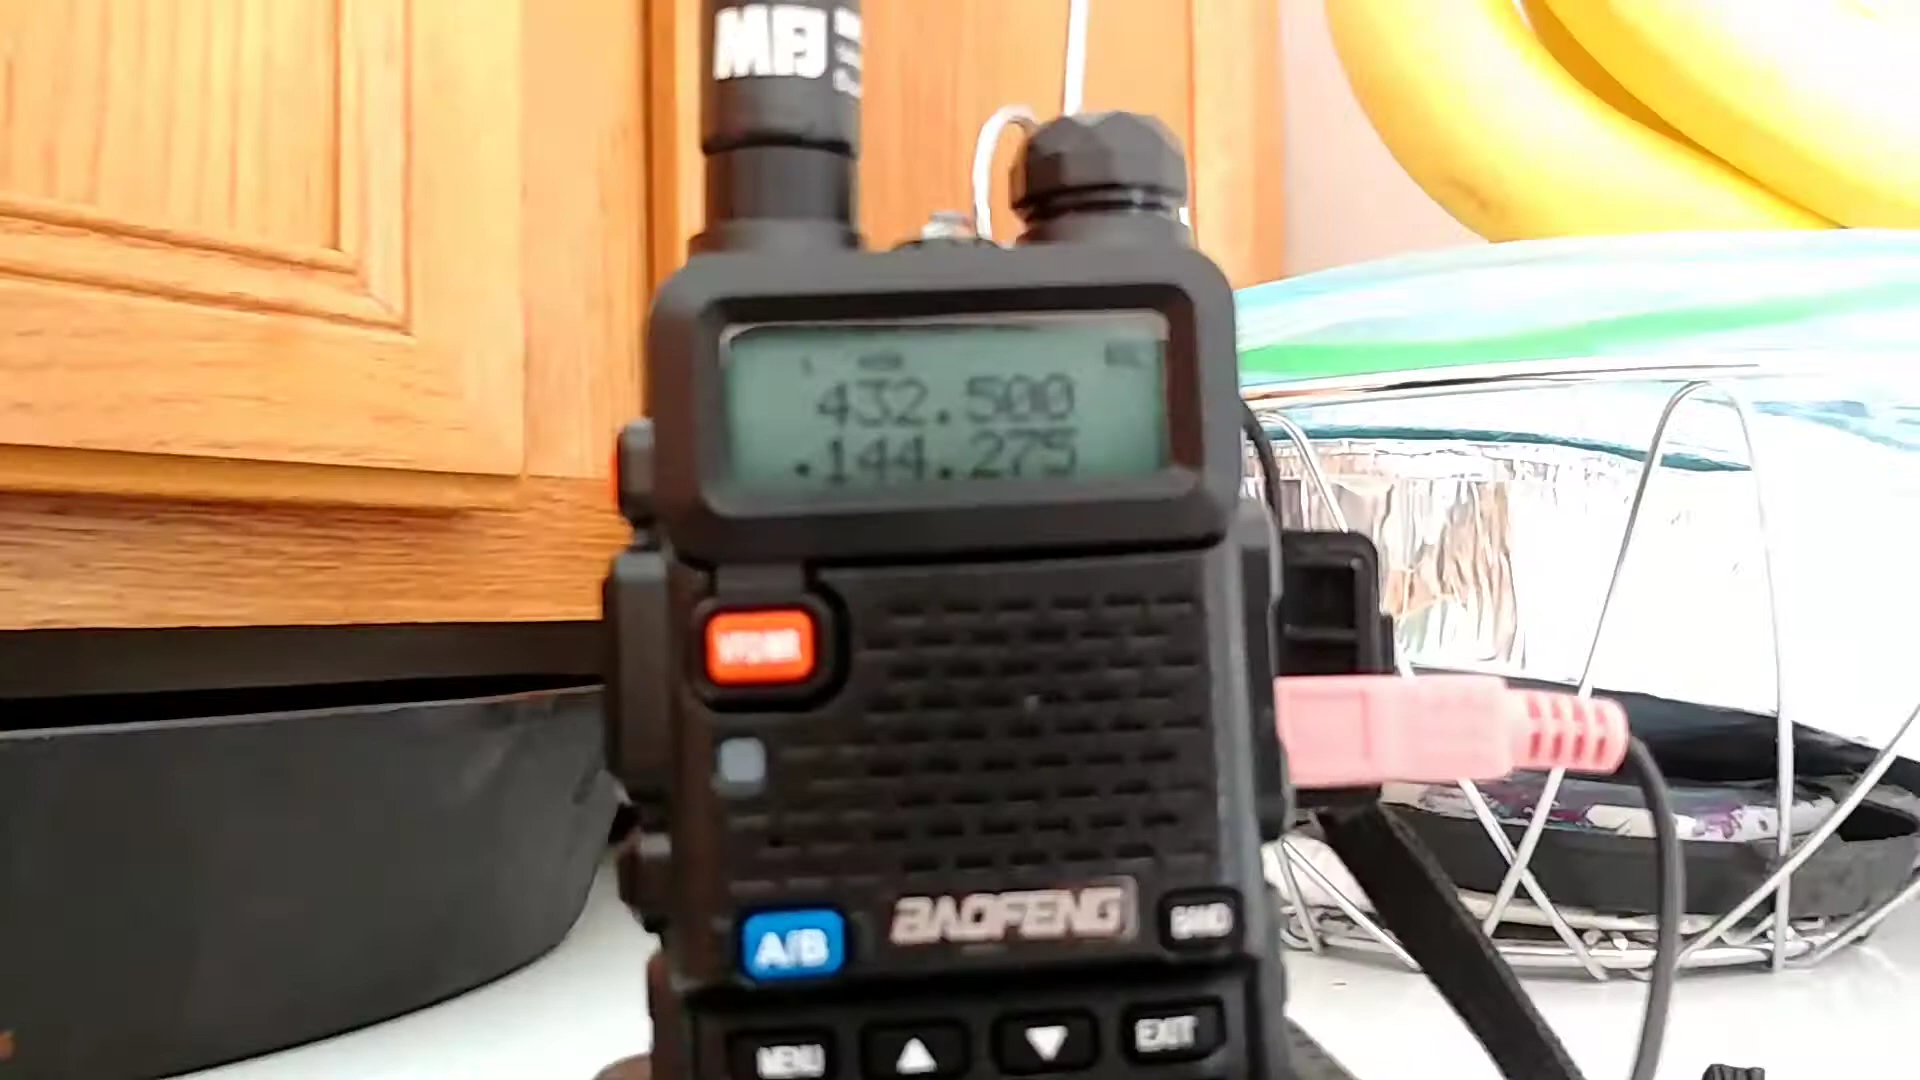 MFJ
432.500
.144.275
VFO/MR
A/B
BAOFENG
BAND
MENU
EXIT